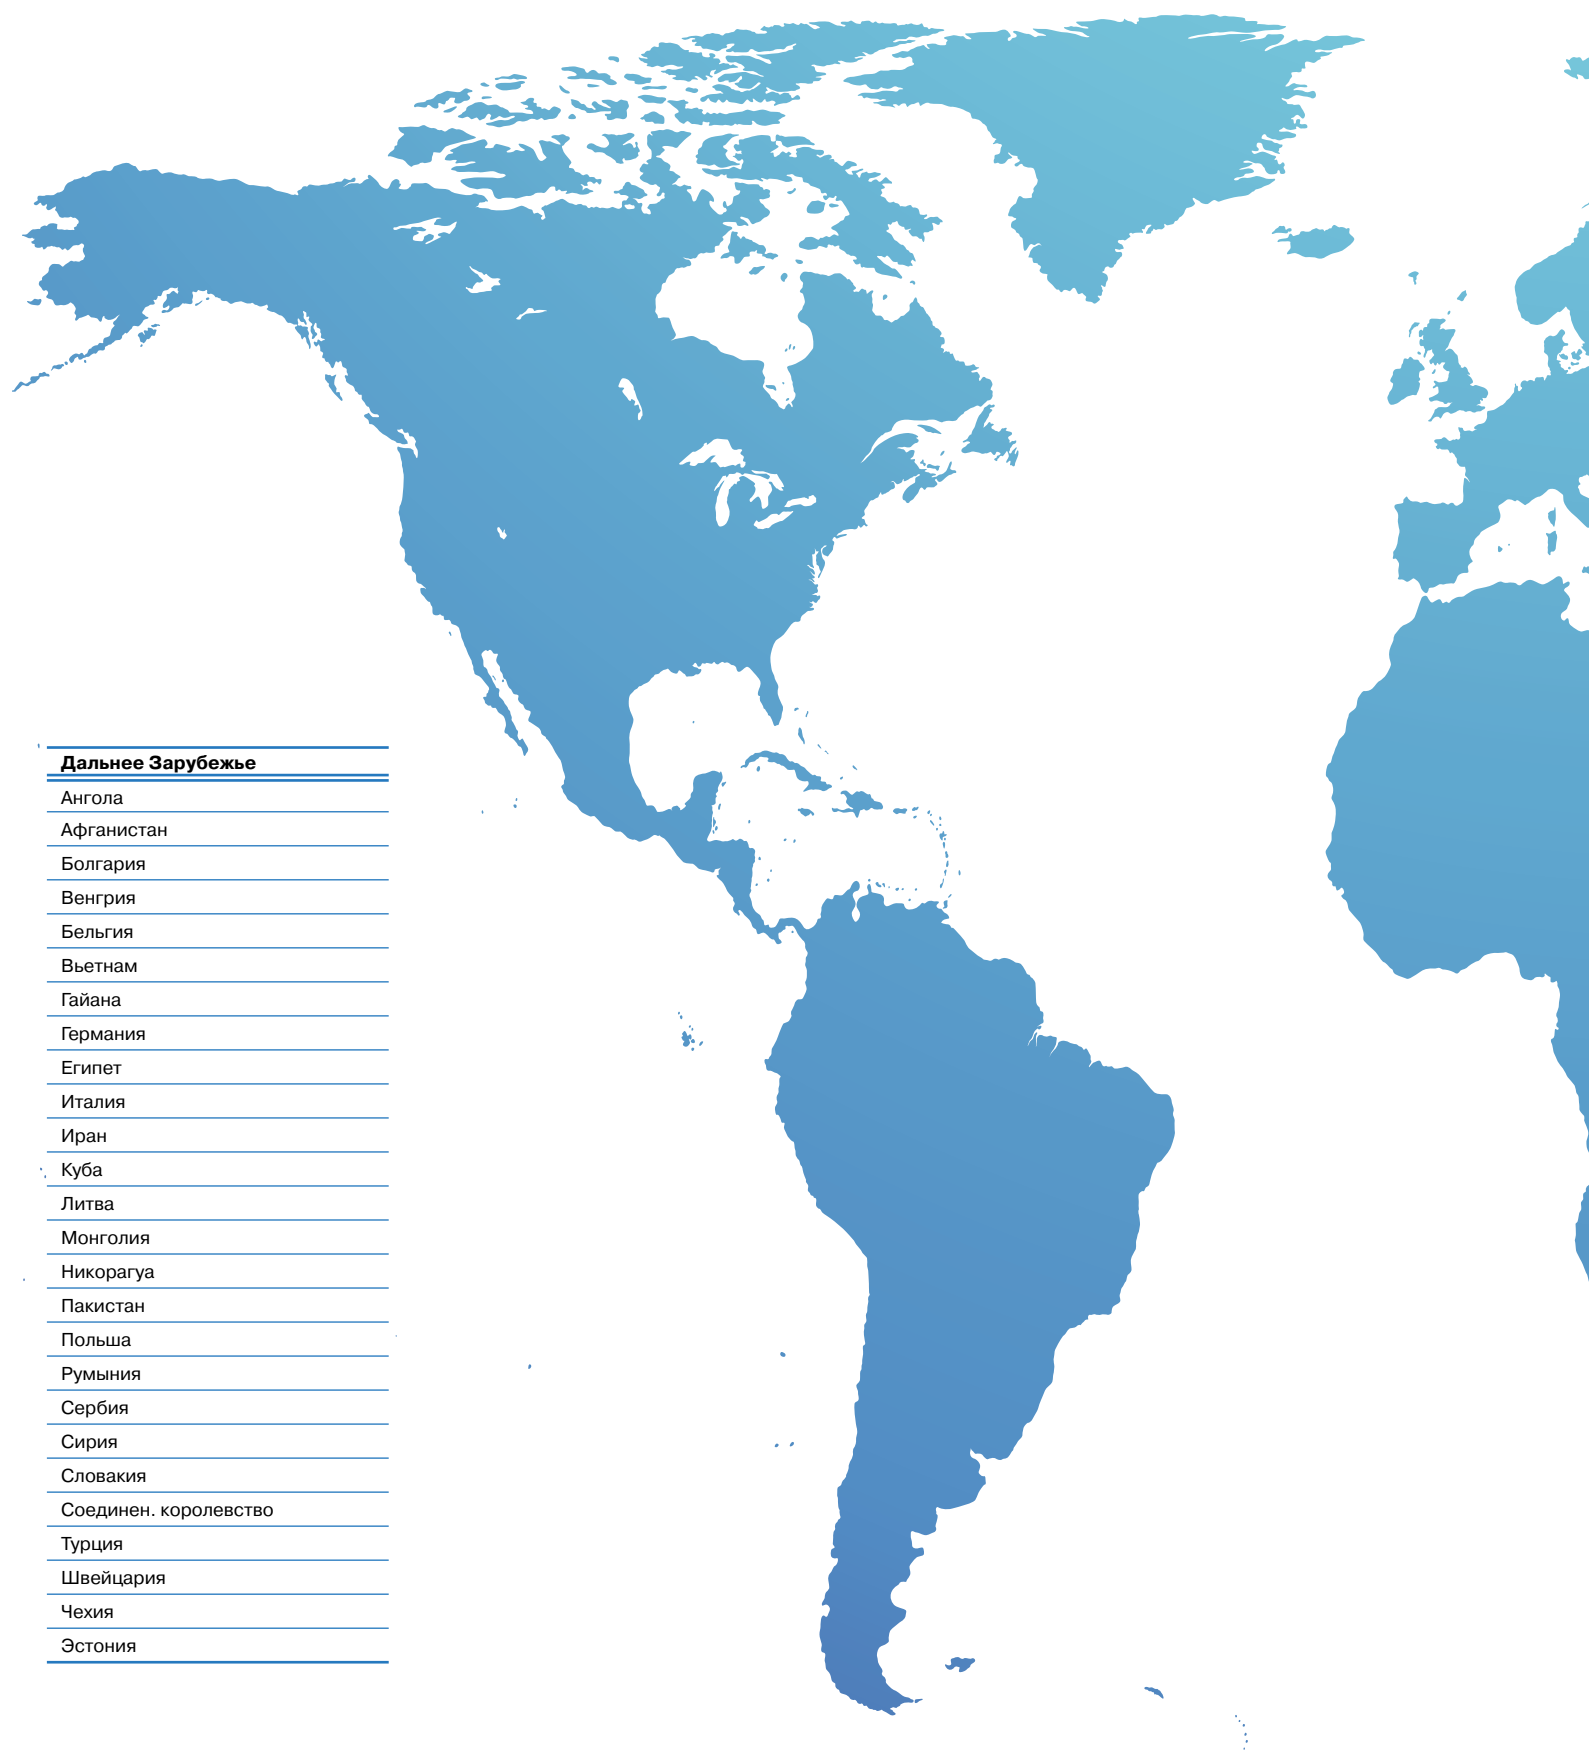 Дальнее Зарубежье
Ангола
Афганистан
Болгария
Венгрия
Бельгия
Вьетнам
Гайана
Германия
Египет
Италия
Иран
Куба
Литва
Монголия
Никорагуа
Пакистан
Польша
Румыния
Сербия
Сирия
Словакия
Соединен. королевство
Турция
Швейцария
Чехия
Эстония